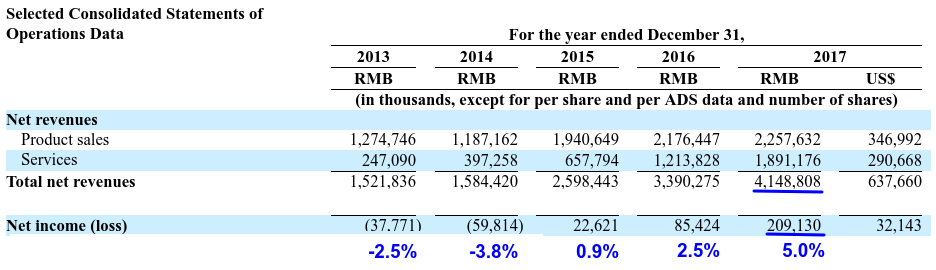 Selected Consolidated Statements of
Operations Data For the year ended December 31,
2013 2014 2015 2016 2017
RMB RMB RMB RMB RMB US$
(in thousands, except for per share and per ADS data and number of shares)
Net revenues
Product sales 1,274,746 1,187,162 1,940,649 2,176,447 2,257,632 346,992
Services 247,090 397,258 657,794 1,213,828 1,891,176 290,668
Total net revenues 1,521,836 1,584,420 2,598,443 3,390,275 4,148,808 637,660
Net income (loss) (37.771) (59,814) 22,621 85,424 209,130 32,143
-2.5% -3.8% 0.9% 2.5% 5.0%